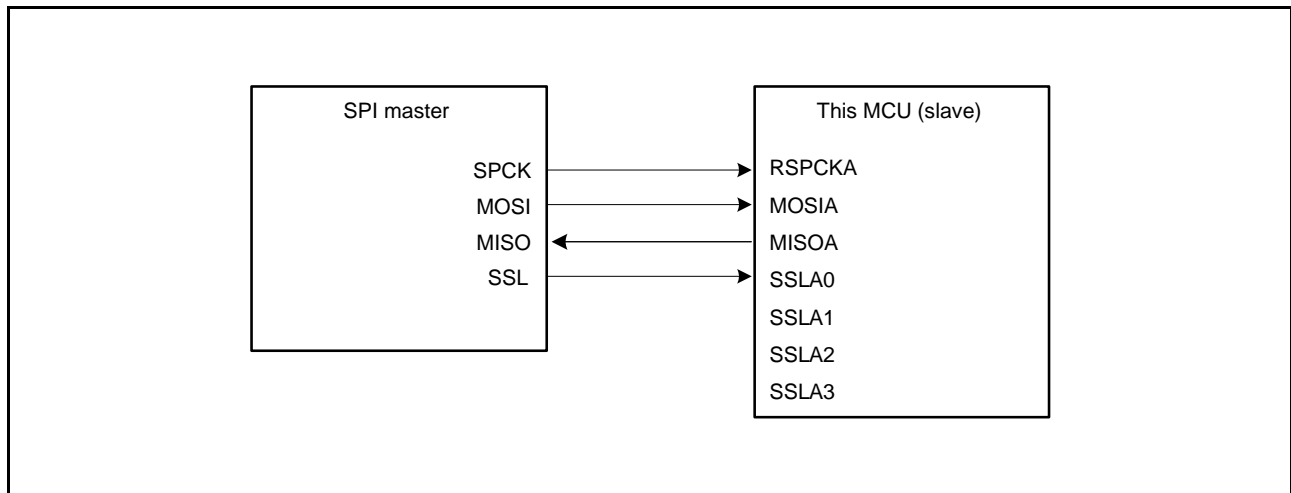 SPI master
SPCK
MOSI
MISO
SSL
This MCU (slave)
RSPCKA
MOSIA
MISOA
SSLA0
SSLA1
SSLA2
SSLA3